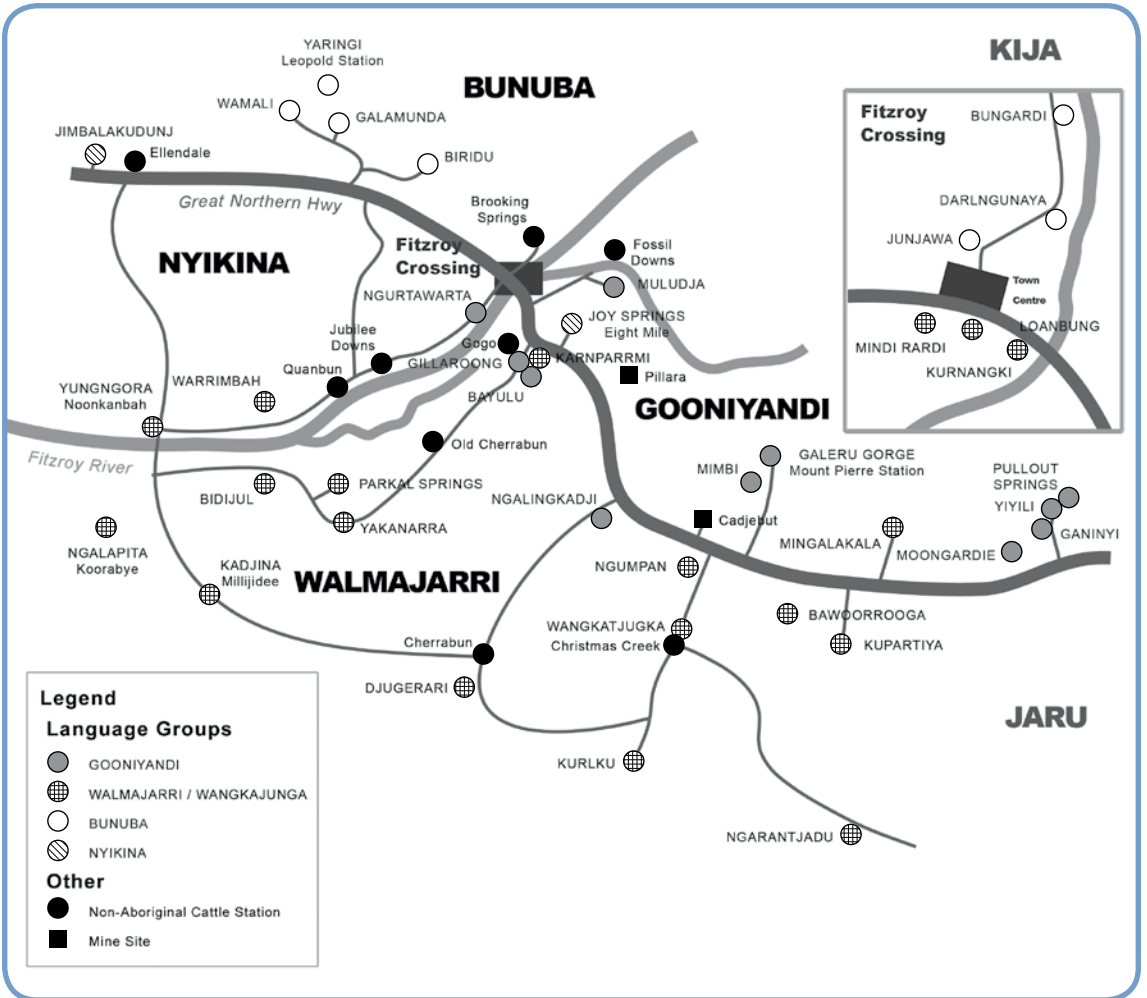 KIJA
YARINGI
Leopold Station
BUNUBA
WAMALI
GALAMUNDA
JIMBALAKUDUNJ
Ellendale
BIRIDU
Great Northern Hwy
Brooking
Springs
NYIKINA
Fitzroy
Crossing
Fossil
Downs
MULUDJA
NGURTAWARTA
JOY SPRINGS
Eight Mile
Jubilee
Downs
Gogo
GILLAROONG
KARNPARRMI
Quanbun
Pillara
WARRIMBAH
YUNGNGORA
Noonkanbah
BAYULU
GOONIYANDI
Fitzroy River
Old Cherrabun
BIDIJUL
PARKAL SPRINGS
YAKANARRA
NGALINGKADJI
MIMBI
GALERU GORGE
Mount Pierre Station
PULLOUT
SPRINGS
YIYILI
GANINYI
Cadjebut
MINGALAKALA
MOONGARDIE
NGALAPITA
Koorabye
KADJINA
Millijidee
WALMAJARRI
NGUMPAN
BAWOORROOGA
WANGKATJUGKA
Christmas Creek
KUPARTIYA
Cherrabun
DJUGERARI
JARU
KURLKU
NGARANTJADU
Fitzroy
Crossing
BUNGARDI
DARLNGUNAYA
JUNJAWA
Town
Centre
LOANBUNG
MINDI RARDI
KURNANGKI
Legend
Language Groups
GOONIYANDI
WALMAJARRI / WANGKAJUNGA
BUNUBA
NYIKINA
Other
Non-Aboriginal Cattle Station
Mine Site